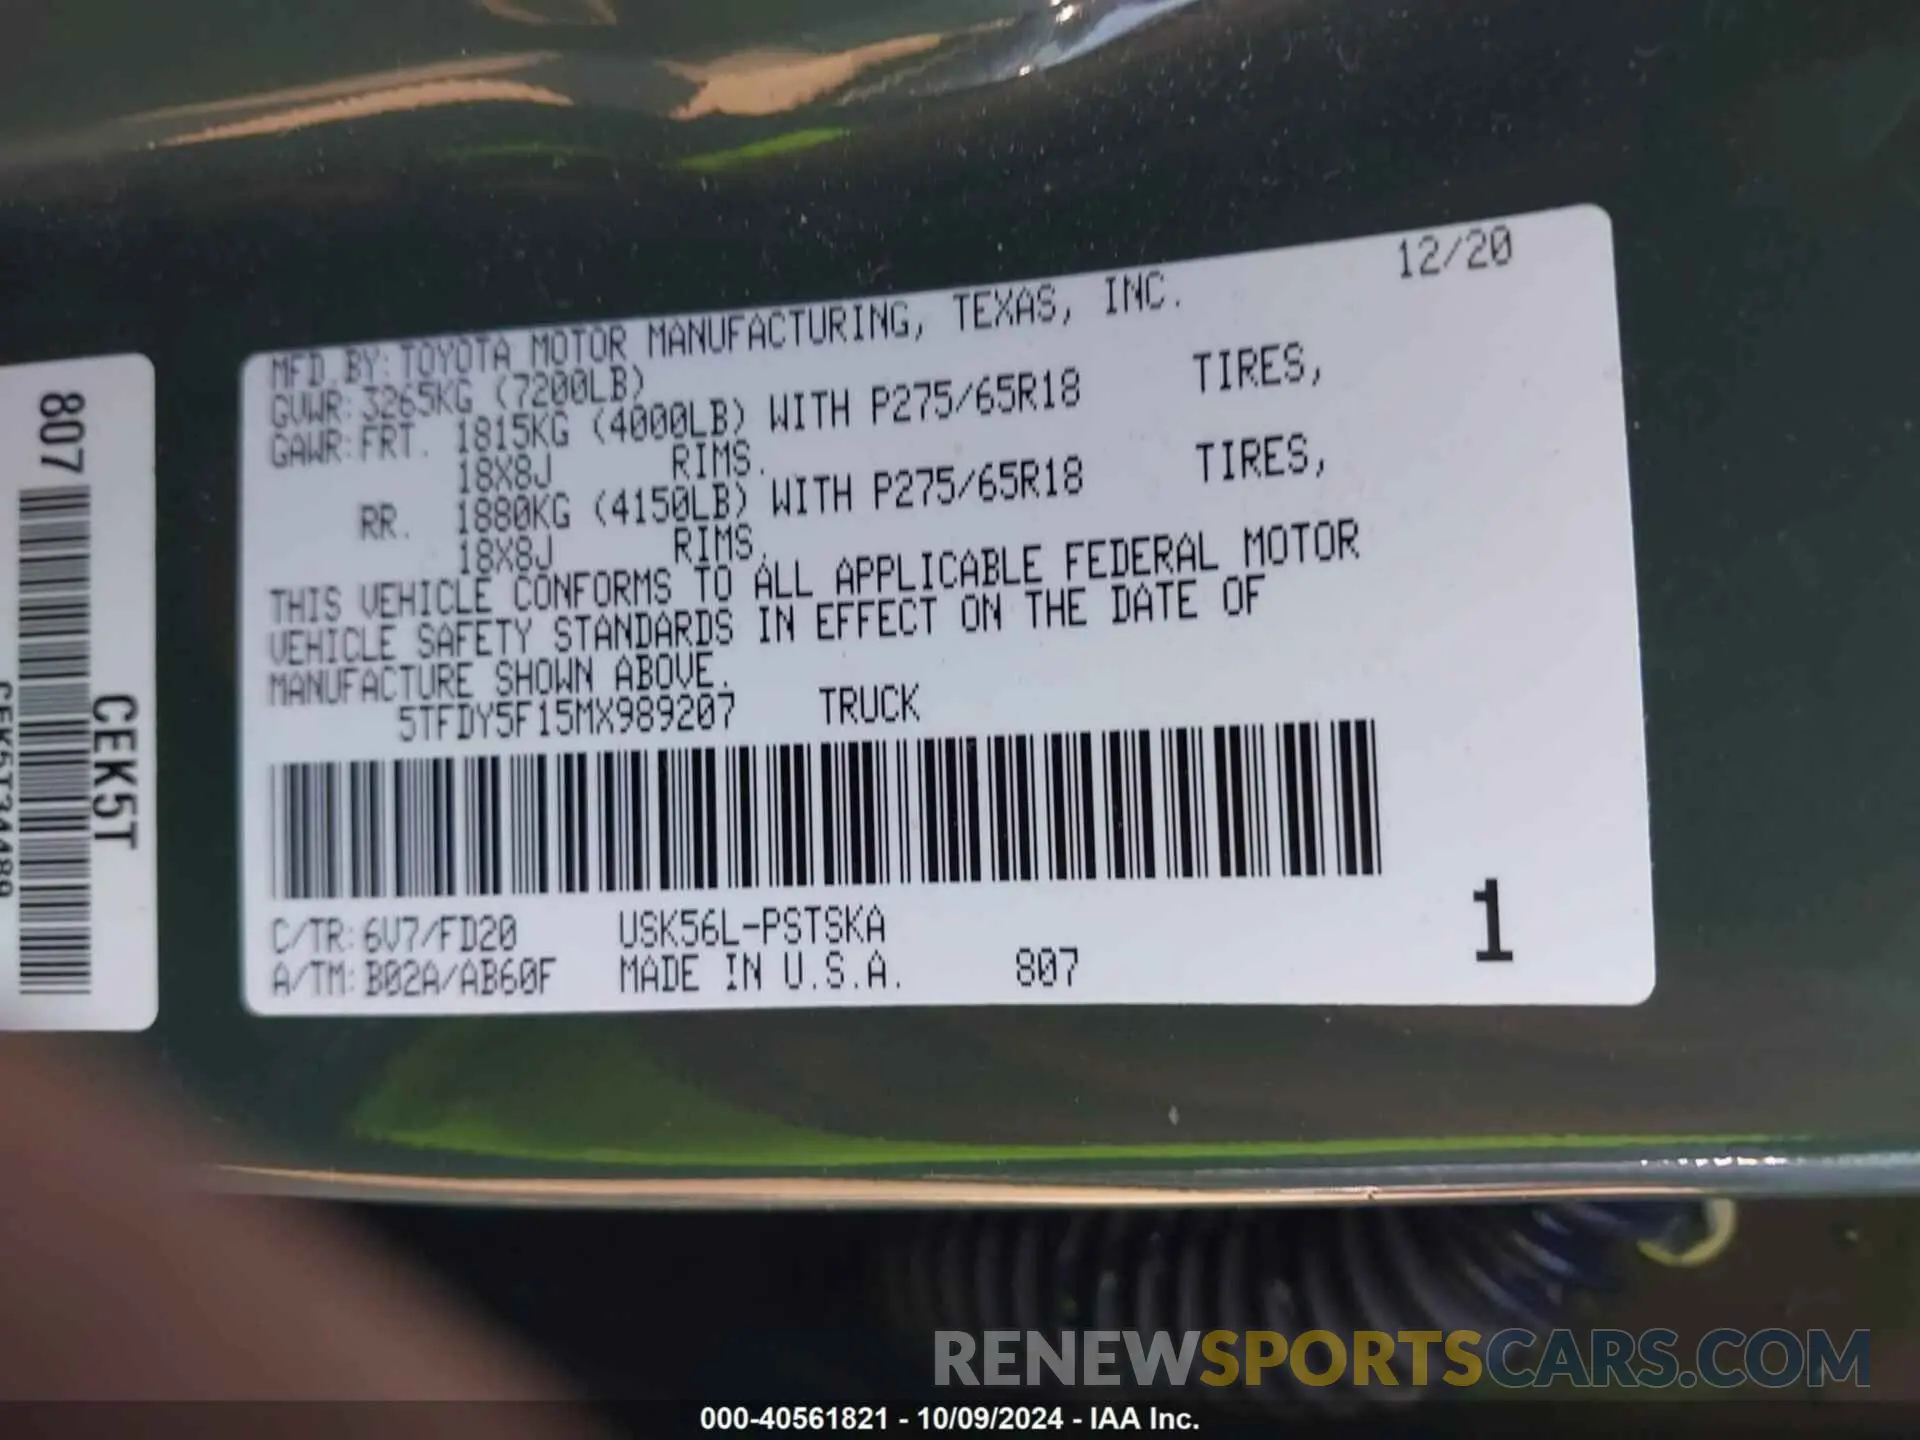 12/20
MFD.BY:TOYOTA MOTOR MANUFACTURING, TEXAS, INC.
GVWR:3265KG (7200LB)
GAWR:FRT. 1815KG (4000LB) WITH P275/65R18 TIRES,
18X8J RIMS.
RR. 1880KG (4150LB) WITH P275/65R18 TIRES,
18X8J RIMS.
THIS VEHICLE CONFORMS TO ALL APPLICABLE FEDERAL MOTOR
VEHICLE SAFETY STANDARDS IN EFFECT ON THE DATE OF
MANUFACTURE SHOWN ABOVE.
5TFDY5F15MX989207 TRUCK
C/TR:6V7/FD20 USK56L-PSTSKA
A/TM:B02A/AB60F MADE IN U.S.A. 807
1
807
CEK5T
RENEWSPORTSCARS.COM
000-40561821 - 10/09/2024 - IAA Inc.